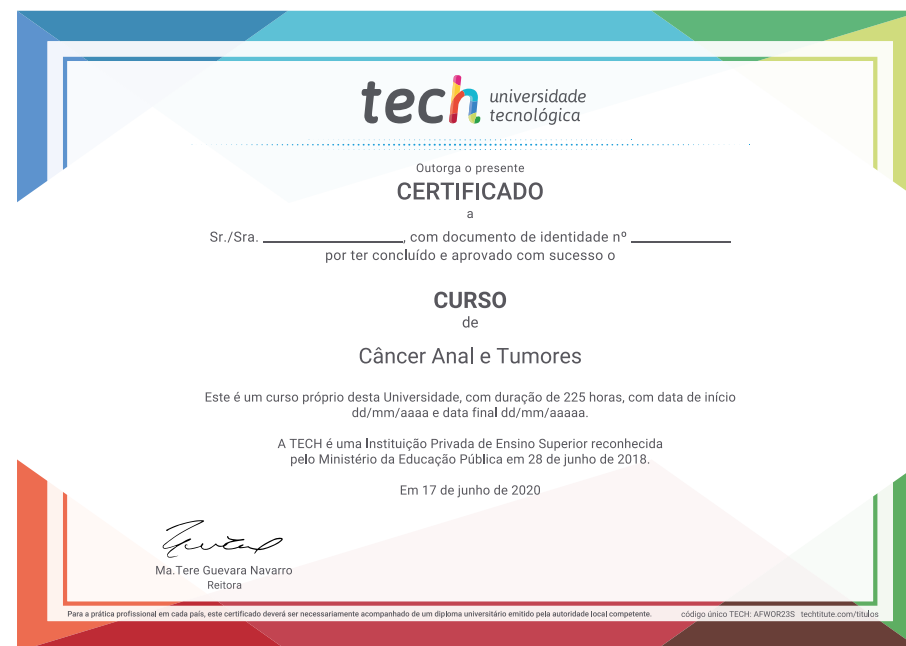 tech universidade
tecnológica
Outorga o presente
CERTIFICADO
a
Sr./Sra. ____________, com documento de identidade nº ____________
por ter concluído e aprovado com sucesso o
CURSO
de
Câncer Anal e Tumores
Este é um curso próprio desta Universidade, com duração de 225 horas, com data de início
dd/mm/aaaa e data final dd/mm/aaaaa.
A TECH é uma Instituição Privada de Ensino Superior reconhecida
pelo Ministério da Educação Pública em 28 de junho de 2018.
Em 17 de junho de 2020
Ma.Tere Guevara Navarro
Reitora
Para a prática profissional em cada país, este certificado deverá ser necessariamente acompanhado de um diploma universitário emitido pela autoridade local competente. código único TECH: AFWOR23S techtitute.com/titulos